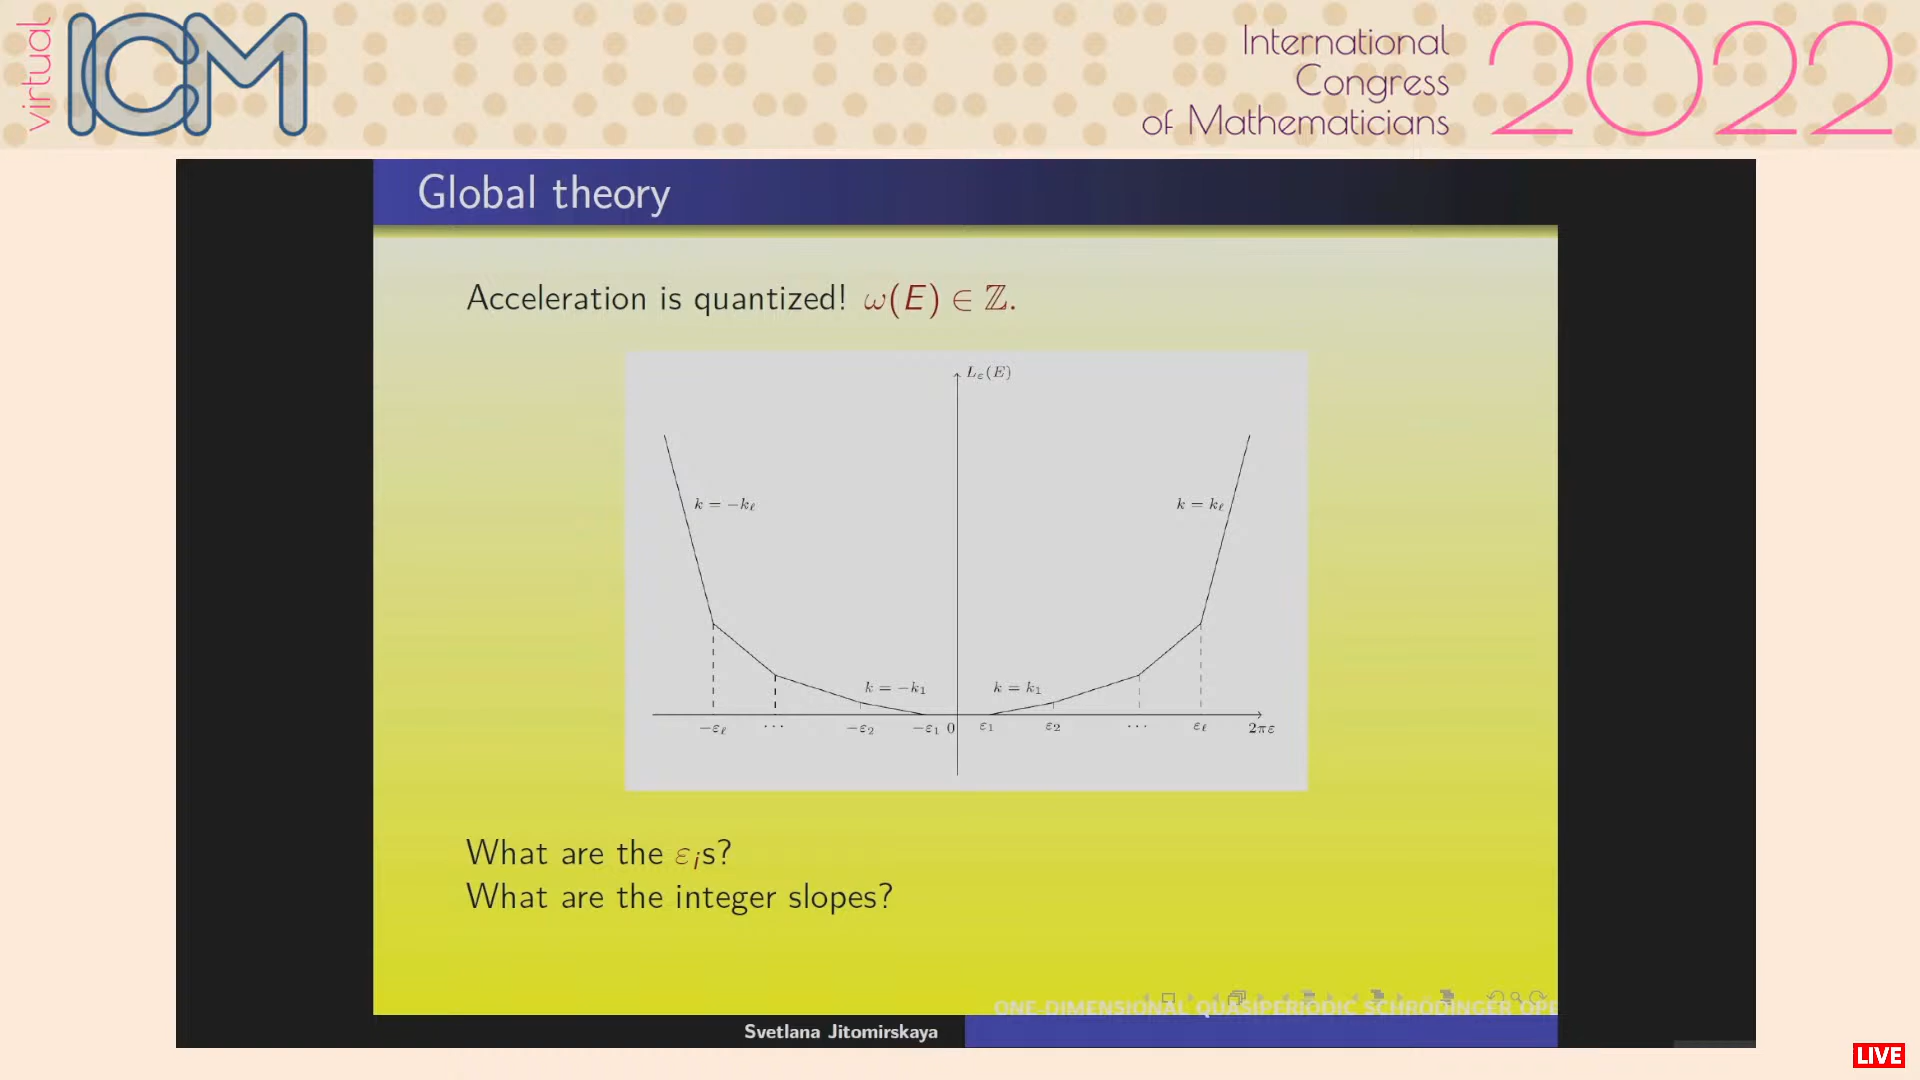 virtual
ICM
International
Congress
of Mathematicians
2022
Global theory
Acceleration is quantized! ω(E) ∈ ℤ.
L_ε(E)
k = −k_ℓ
k = k_ℓ
k = −k_1
k = k_1
−ε_ℓ ··· −ε_2 −ε_1 0 ε_1 ε_2 ··· ε_ℓ 2πε
What are the ε_i s?
What are the integer slopes?
ONE-DIMENSIONAL QUASIPERIODIC SCHRÖDINGER OPE
Svetlana Jitomirskaya
LIVE